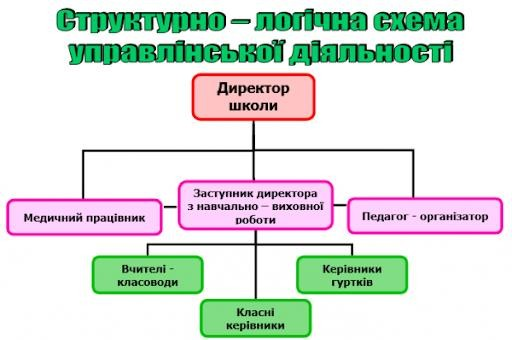 Структурно – логічна схема
управлінської діяльності
Директор
школи
Медичний працівник
Заступник директора
з навчально – виховної
роботи
Педагог - організатор
Вчителі -
класоводи
Класні
керівники
Керівники
гуртків